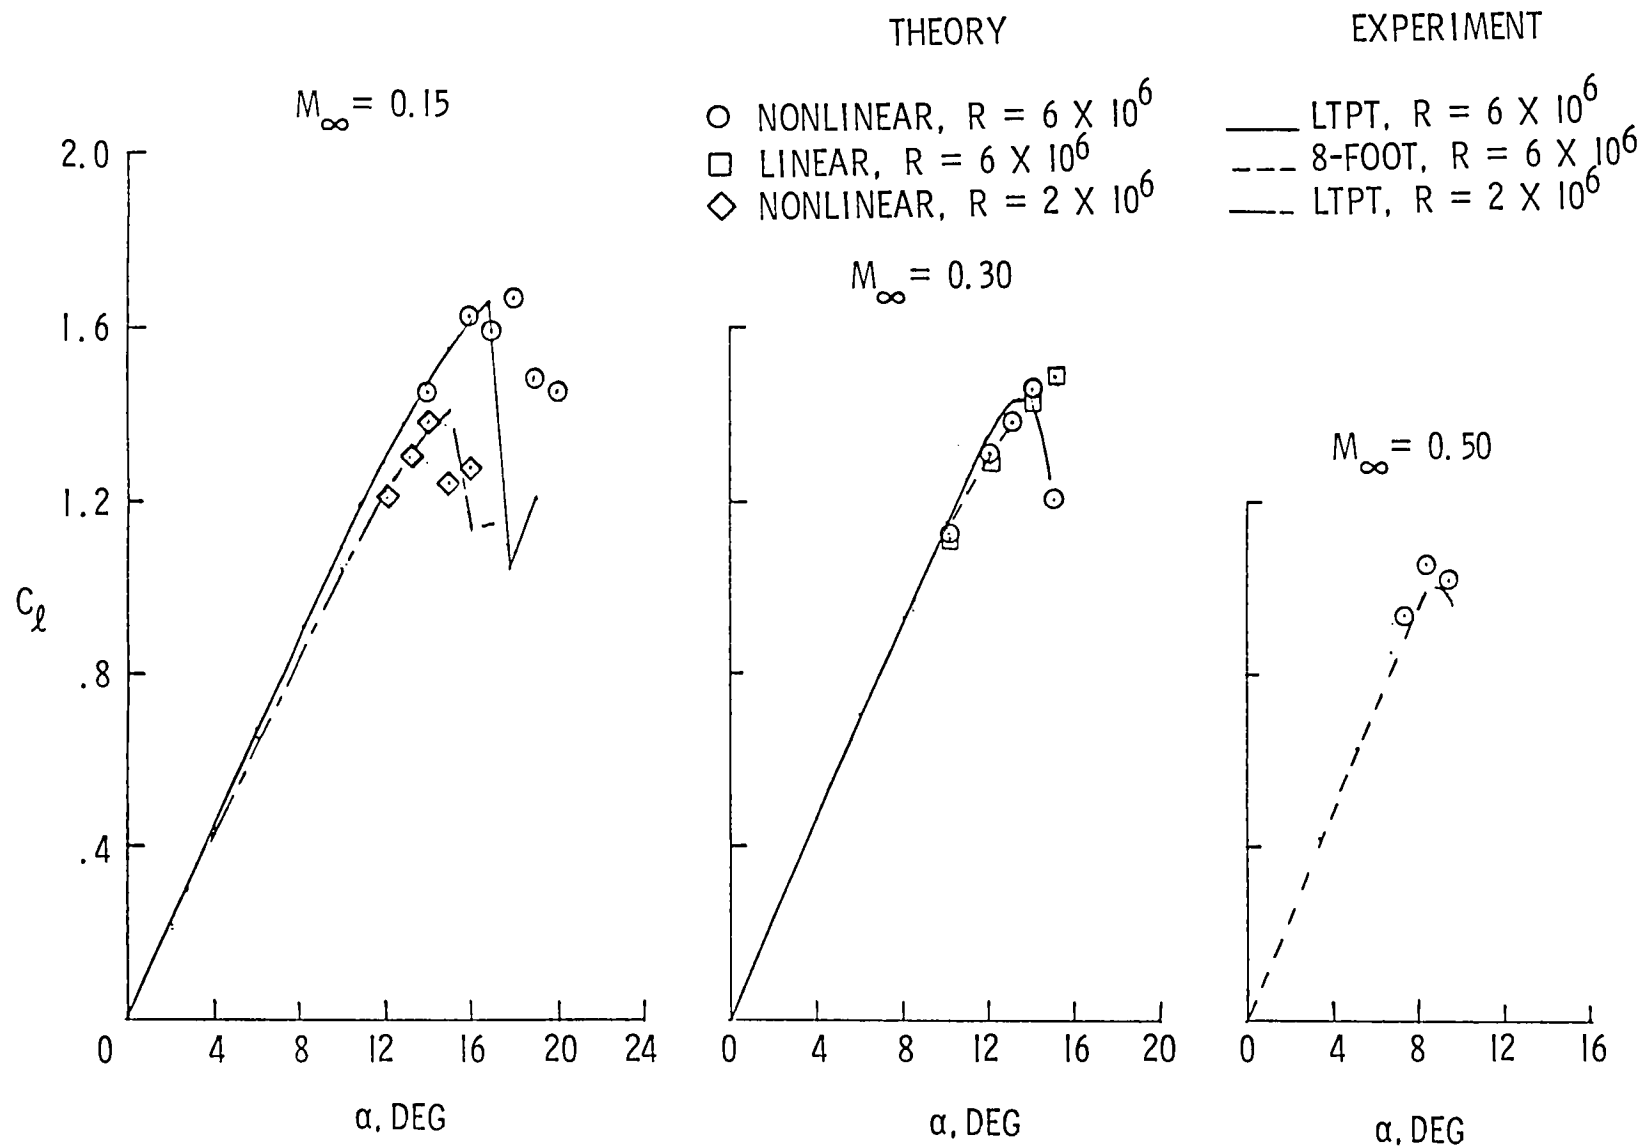 THEORY
EXPERIMENT
M∞ = 0.15
○ NONLINEAR, R = 6 X 10⁶
□ LINEAR, R = 6 X 10⁶
◇ NONLINEAR, R = 2 X 10⁶
LTPT, R = 6 X 10⁶
8-FOOT, R = 6 X 10⁶
LTPT, R = 2 X 10⁶
M∞ = 0.30
M∞ = 0.50
2.0
1.6
1.2
.8
.4
Cℓ
0 4 8 12 16 20 24
α, DEG
0 4 8 12 16 20
α, DEG
0 4 8 12 16
α, DEG